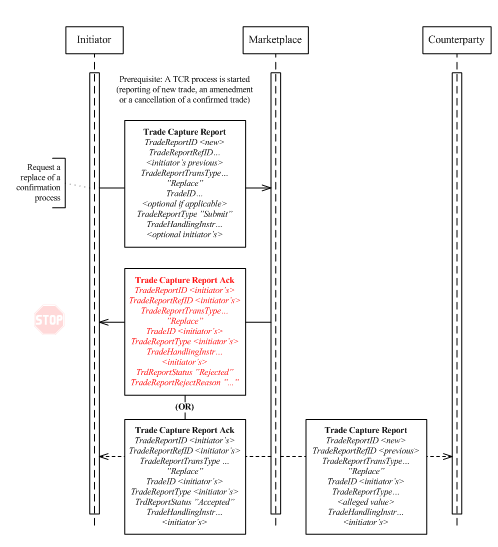 Initiator
Marketplace
Counterparty
Prerequisite: A TCR process is started
(reporting of new trade, an amendment
or a cancellation of a confirmed trade)
Trade Capture Report
TradeReportID <new>
TradeReportRefID…
<initiator's previous>
TradeReportTransType…
"Replace"
TradeID…
<optional if applicable>
TradeReportType "Submit"
TradeHandlingInstr…
<optional initiator's>
Request a
replace of a
confirmation
process
Trade Capture Report Ack
TradeReportID <initiator's>
TradeReportRefID <initiator's>
TradeReportTransType…
"Replace"
TradeID <initiator's>
TradeReportType <initiator's>
TradeHandlingInstr…
<initiator's>
TrdReportStatus "Rejected"
TradeReportRejectReason "…"
STOP
(OR)
Trade Capture Report Ack
TradeReportID <initiator's>
TradeReportRefID <initiator's>
TradeReportTransType …
"Replace"
TradeID <initiator's>
TradeReportType <initiator's>
TrdReportStatus "Accepted"
TradeHandlingInstr…
<initiator's>
Trade Capture Report
TradeReportID <new>
TradeReportRefID <previous>
TradeReportTransType…
"Replace"
TradeID <initiator's>
TradeReportType…
<alleged value>
TradeHandlingInstr…
<initiator's>